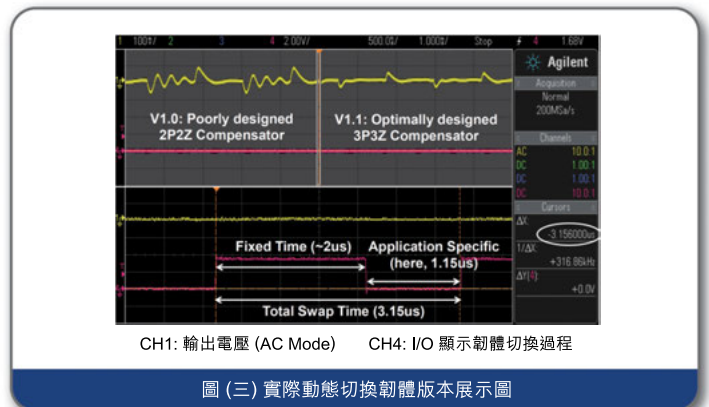 1 100▽/ 2 3 4 2.00V/ 500.0▽/ 1.000▽/ Stop 4 1.68V
Agilent
Acquisition
Normal
200MSa/s
Channels
AC 10.0:1
DC 1.00:1
DC 1.00:1
DC 10.0:1
Cursors
ΔX:
-3.156000us
1/ΔX:
+316.86kHz
ΔY(4):
+0.0V
V1.0: Poorly designed
2P2Z Compensator
V1.1: Optimally designed
3P3Z Compensator
Fixed Time (~2us)
Application Specific
(here, 1.15us)
Total Swap Time (3.15us)
CH1: 輸出電壓 (AC Mode) CH4: I/O 顯示韌體切換過程
圖 (三) 實際動態切換韌體版本展示圖